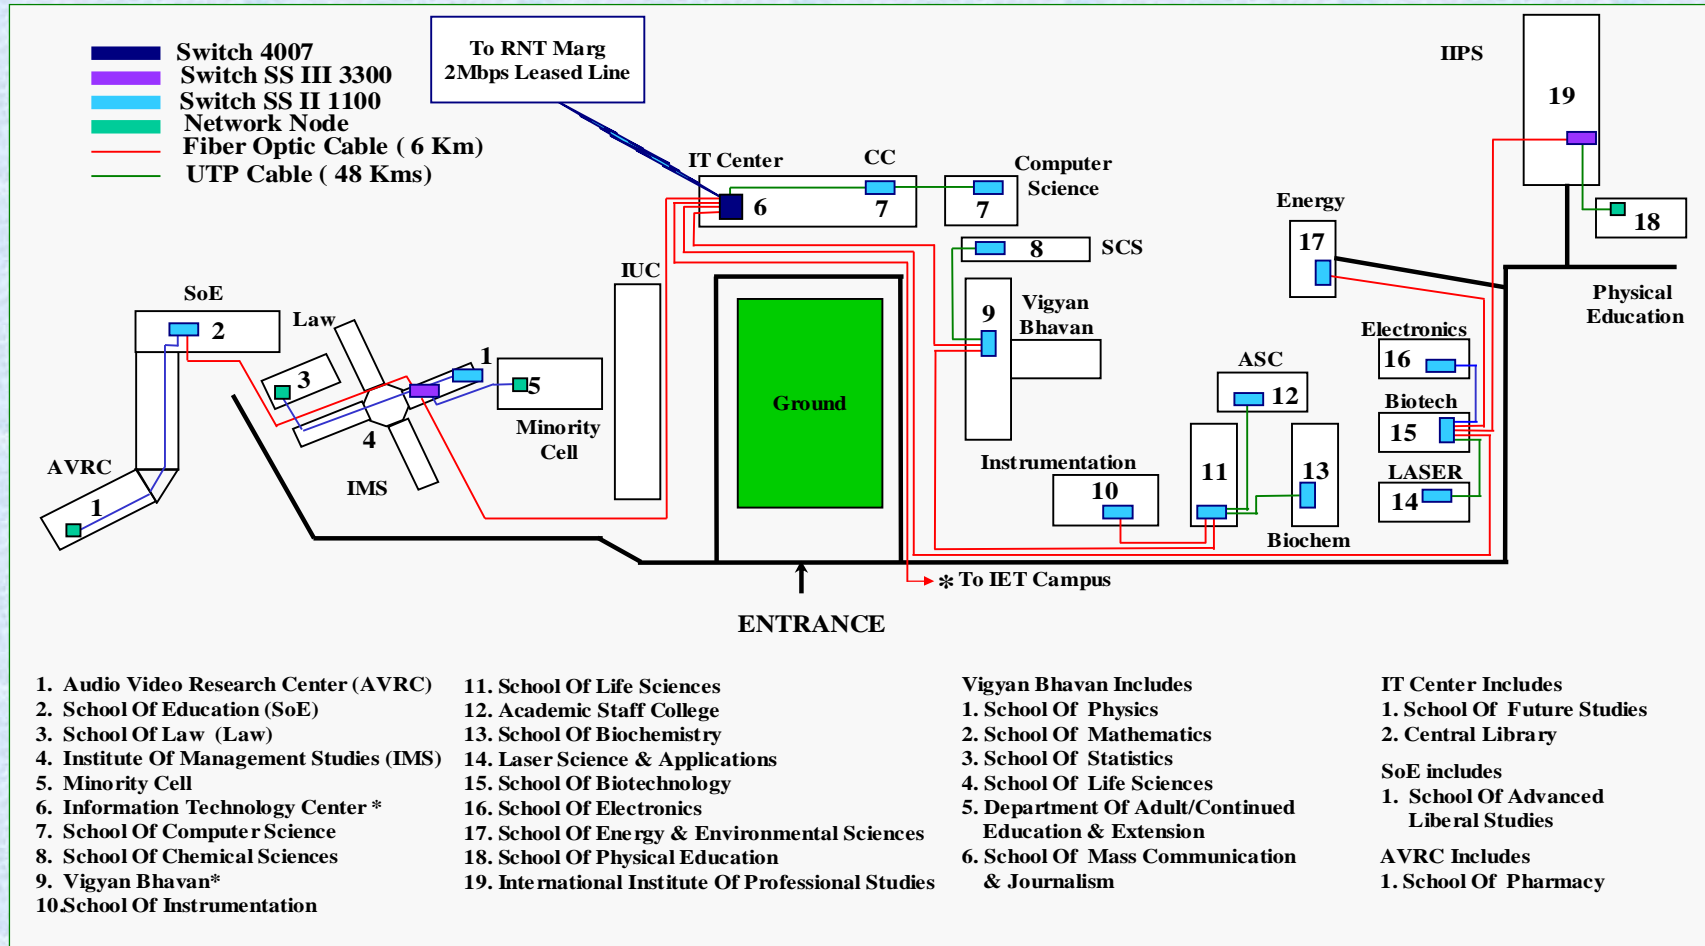 Switch 4007
Switch SS III 3300
Switch SS II 1100
Network Node
Fiber Optic Cable ( 6 Km)
UTP Cable ( 48 Kms)
To RNT Marg
2Mbps Leased Line
IT Center
CC
Computer
Science
6
7
7
8
SCS
IIPS
19
18
Physical
Education
Energy
17
IUC
SoE
2
Law
3
1
5
Minority
Cell
4
IMS
AVRC
1
Ground
9
Vigyan
Bhavan
Electronics
16
ASC
12
Biotech
15
LASER
14
Instrumentation
10
11
13
Biochem
* To IET Campus
ENTRANCE
1. Audio Video Research Center (AVRC)
2. School Of Education (SoE)
3. School Of Law (Law)
4. Institute Of Management Studies (IMS)
5. Minority Cell
6. Information Technology Center *
7. School Of Computer Science
8. School Of Chemical Sciences
9. Vigyan Bhavan*
10.School Of Instrumentation
11. School Of Life Sciences
12. Academic Staff College
13. School Of Biochemistry
14. Laser Science & Applications
15. School Of Biotechnology
16. School Of Electronics
17. School Of Energy & Environmental Sciences
18. School Of Physical Education
19. International Institute Of Professional Studies
Vigyan Bhavan Includes
1. School Of Physics
2. School Of Mathematics
3. School Of Statistics
4. School Of Life Sciences
5. Department Of Adult/Continued
Education & Extension
6. School Of Mass Communication
& Journalism
IT Center Includes
1. School Of Future Studies
2. Central Library
SoE includes
1. School Of Advanced
Liberal Studies
AVRC Includes
1. School Of Pharmacy